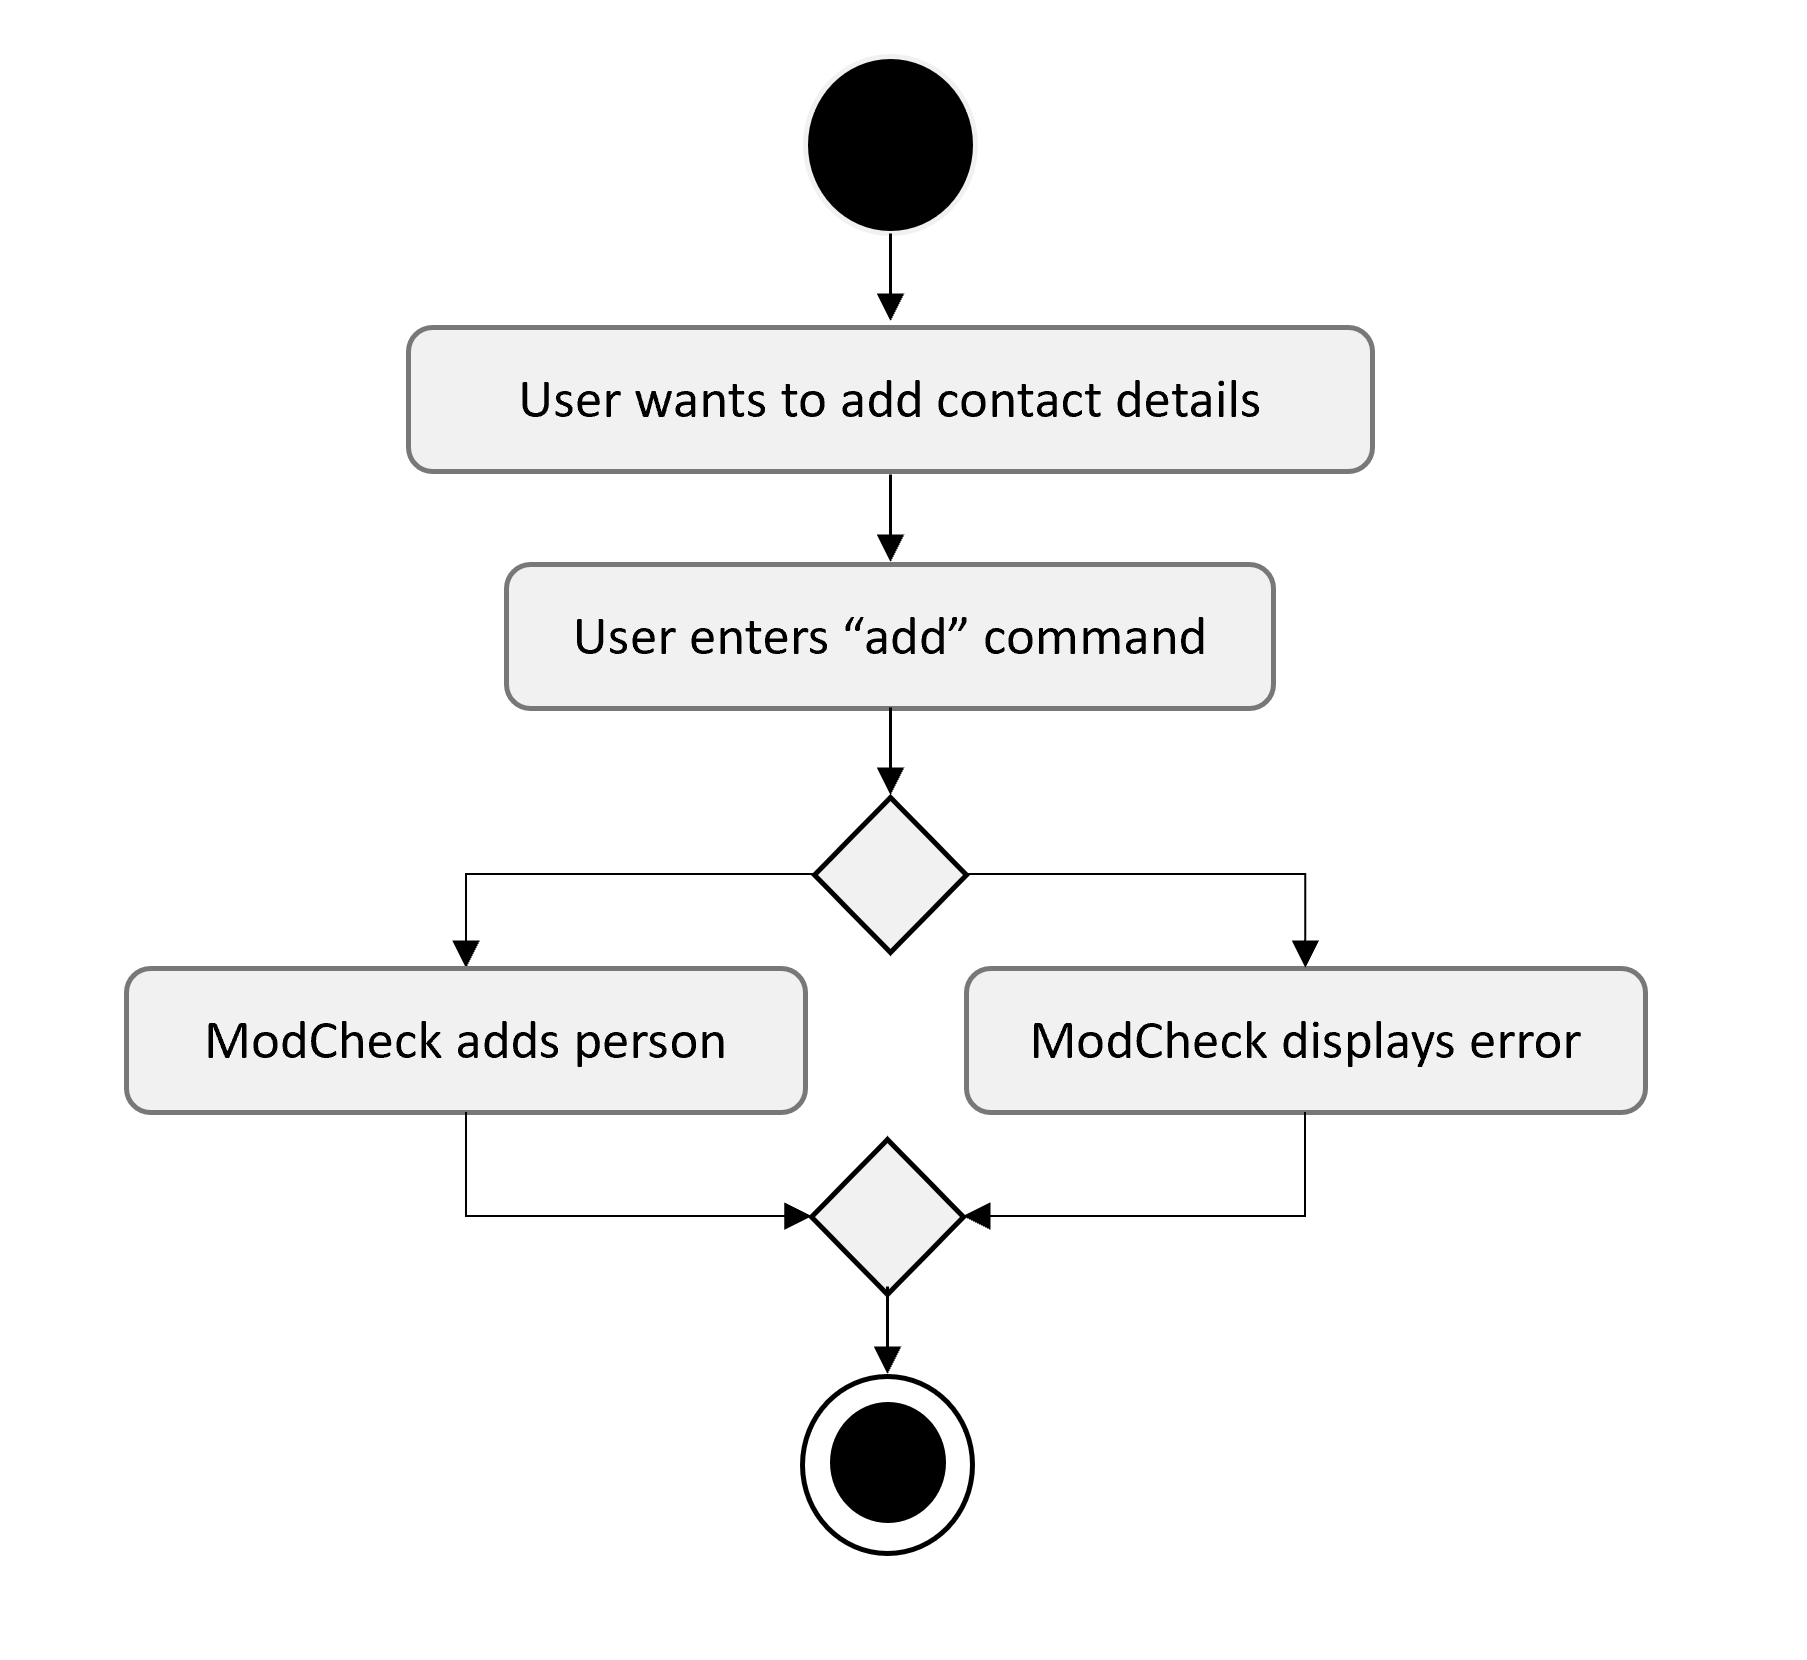 User wants to add contact details
User enters “add” command
ModCheck adds person
ModCheck displays error